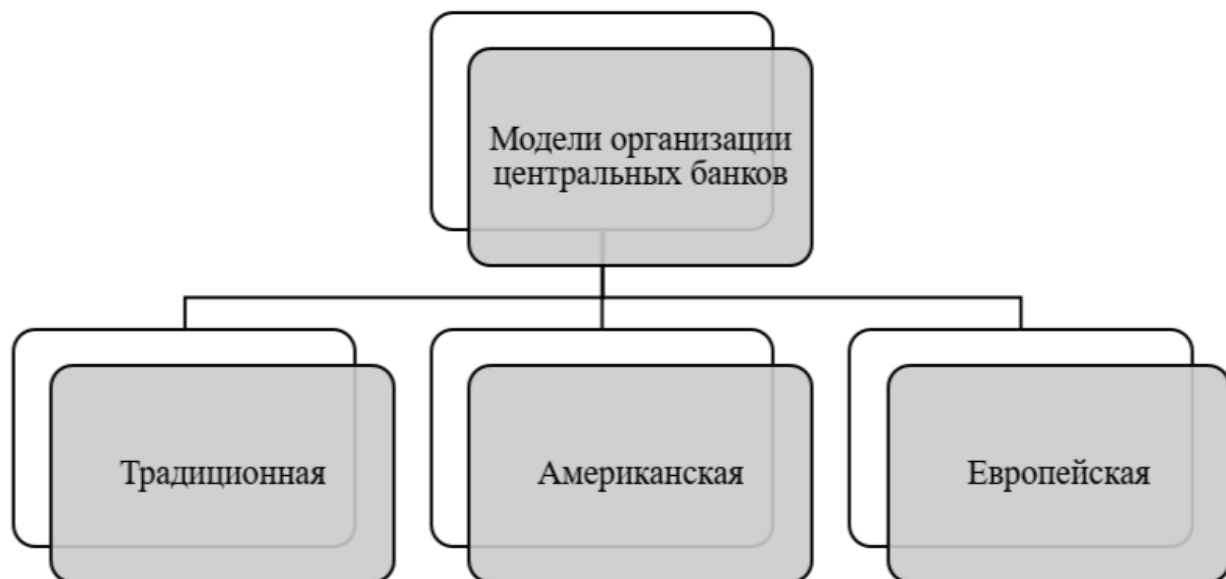 Модели организации
центральных банков
Традиционная
Американская
Европейская